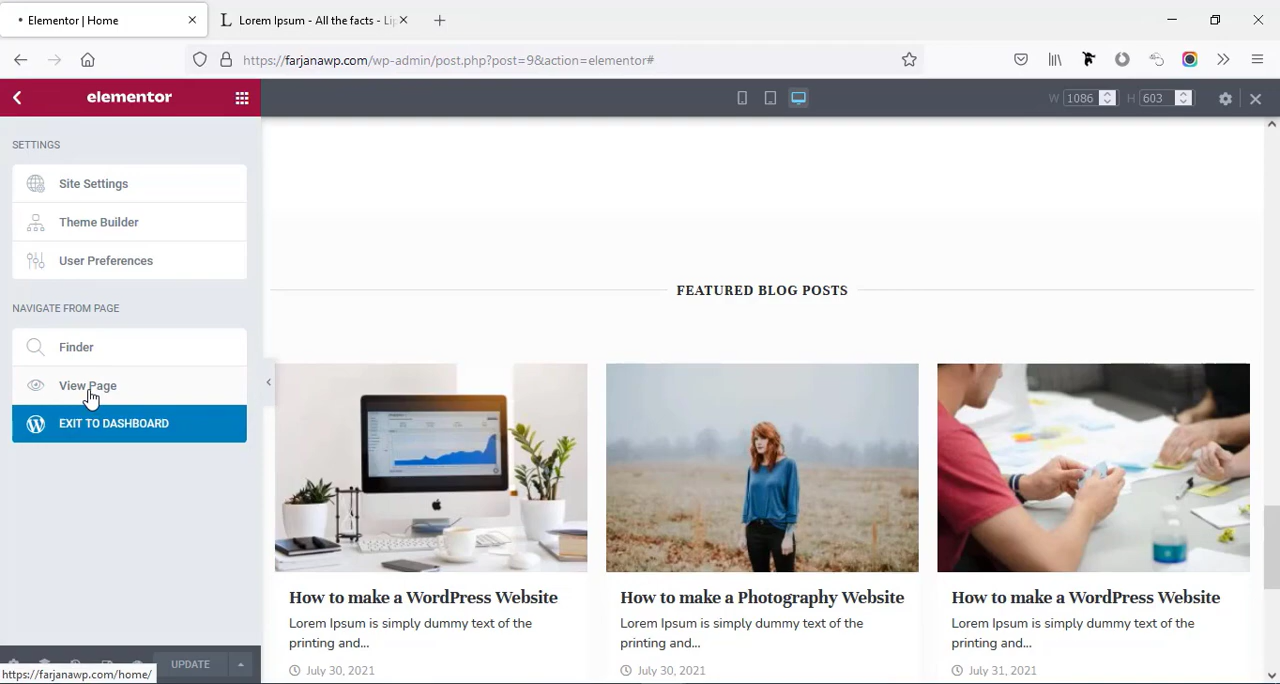 Elementor | Home
Lorem Ipsum - All the facts - Lip
https://farjanawp.com/wp-admin/post.php?post=9&action=elementor#
elementor
W 1086 H 603
SETTINGS
Site Settings
Theme Builder
User Preferences
NAVIGATE FROM PAGE
Finder
View Page
EXIT TO DASHBOARD
UPDATE
https://farjanawp.com/home/
FEATURED BLOG POSTS
How to make a WordPress Website
Lorem Ipsum is simply dummy text of the
printing and...
July 30, 2021
How to make a Photography Website
Lorem Ipsum is simply dummy text of the
printing and...
July 30, 2021
How to make a WordPress Website
Lorem Ipsum is simply dummy text of the
printing and...
July 31, 2021